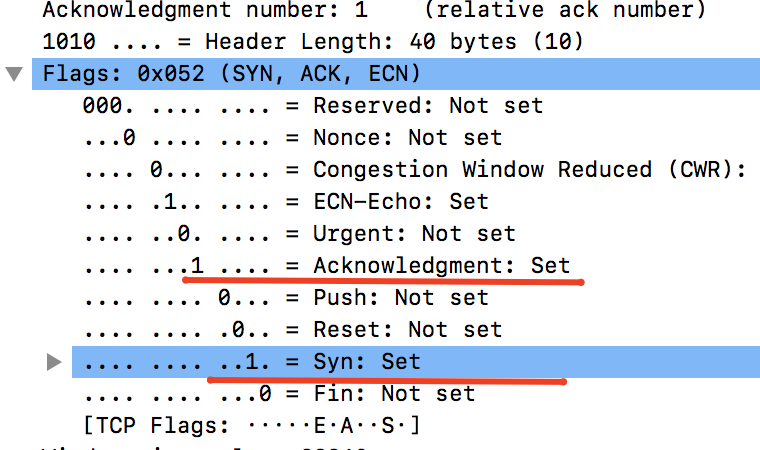 Acknowledgment number: 1    (relative ack number)
1010 .... = Header Length: 40 bytes (10)
Flags: 0x052 (SYN, ACK, ECN)
000. .... .... = Reserved: Not set
...0 .... .... = Nonce: Not set
.... 0... .... = Congestion Window Reduced (CWR):
.... .1.. .... = ECN-Echo: Set
.... ..0. .... = Urgent: Not set
.... ...1 .... = Acknowledgment: Set
.... .... 0... = Push: Not set
.... .... .0.. = Reset: Not set
.... .... ..1. = Syn: Set
.... .... ...0 = Fin: Not set
[TCP Flags: ·····E·A··S·]